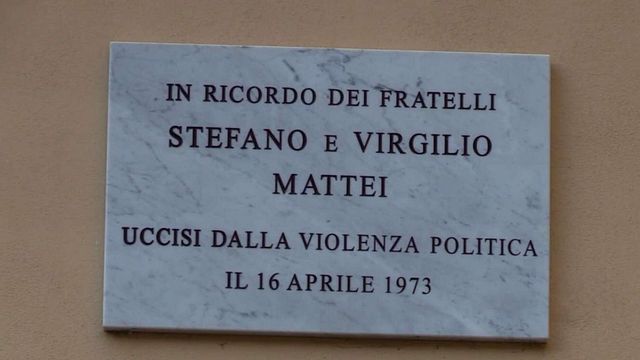 IN RICORDO DEI FRATELLI
STEFANO E VIRGILIO
MATTEI
UCCISI DALLA VIOLENZA POLITICA
IL 16 APRILE 1973